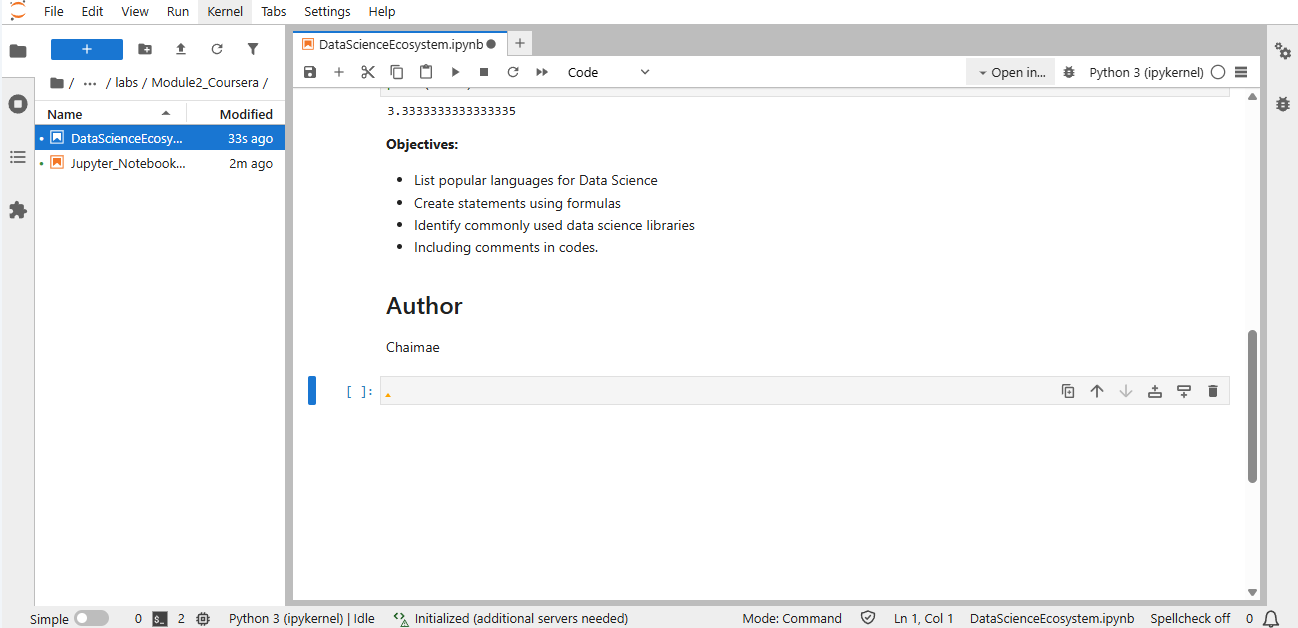 File Edit View Run Kernel Tabs Settings Help
DataScienceEcosystem.ipynb
Code
Open in...
Python 3 (ipykernel)
/ ··· / labs / Module2_Coursera /
Name Modified
DataScienceEcosy... 33s ago
Jupyter_Notebook... 2m ago
3.3333333333333335
Objectives:
• List popular languages for Data Science
• Create statements using formulas
• Identify commonly used data science libraries
• Including comments in codes.
Author
Chaimae
[ ]:
Simple 0 $_ 2 Python 3 (ipykernel) | Idle Initialized (additional servers needed) Mode: Command Ln 1, Col 1 DataScienceEcosystem.ipynb Spellcheck off 0